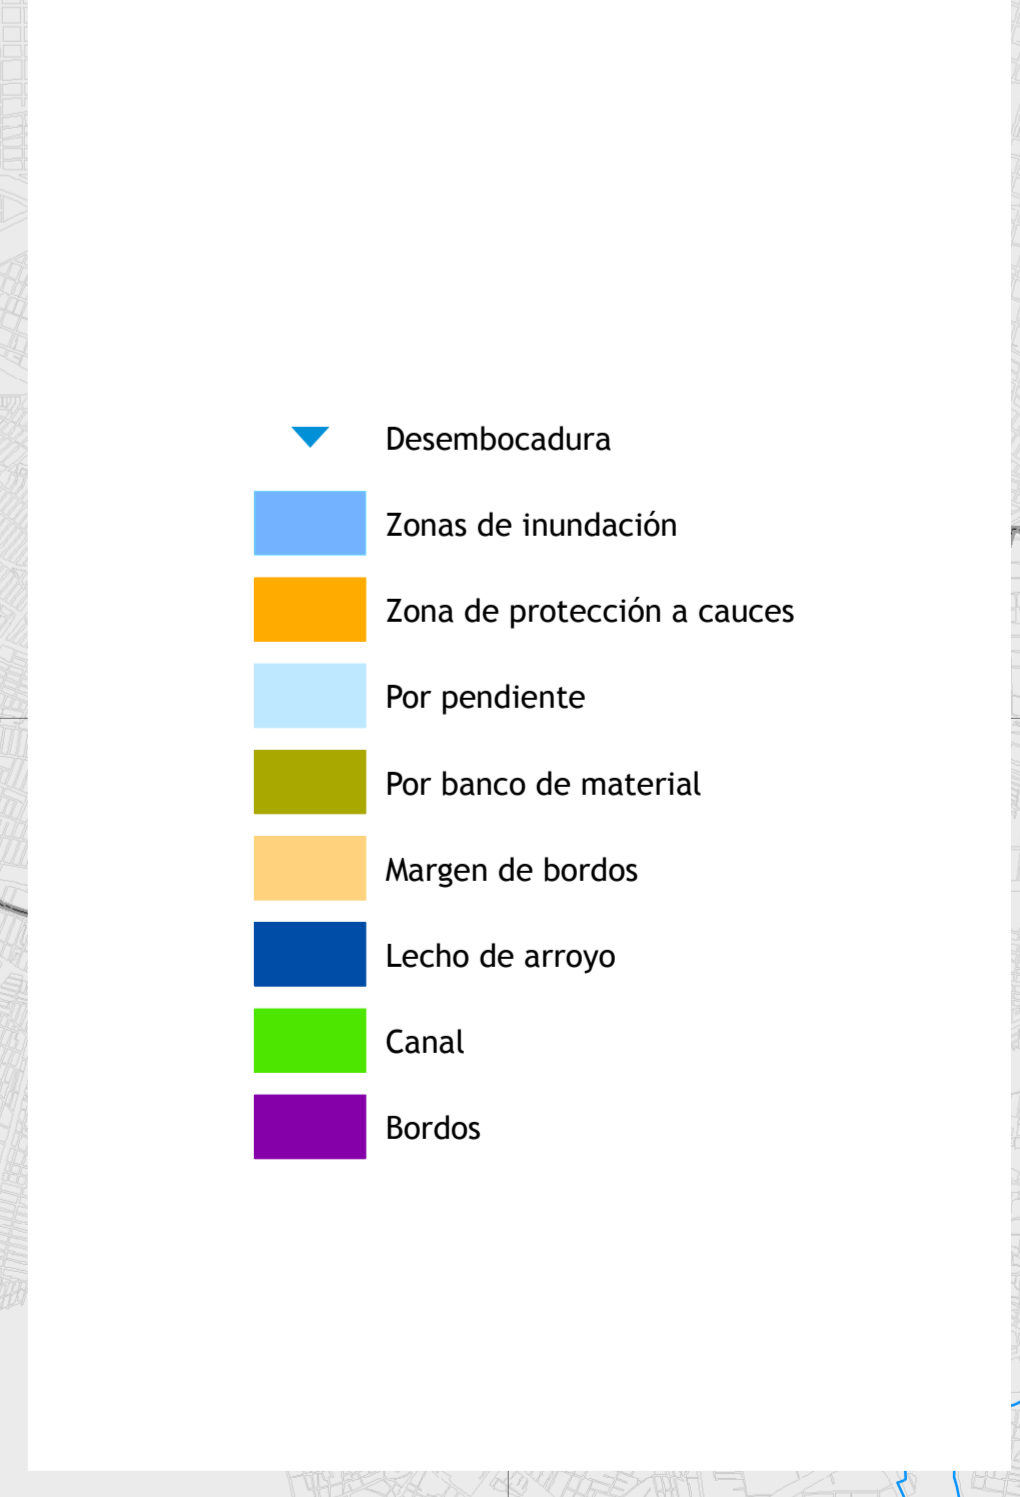 Desembocadura
Zonas de inundación
Zona de protección a cauces
Por pendiente
Por banco de material
Margen de bordos
Lecho de arroyo
Canal
Bordos